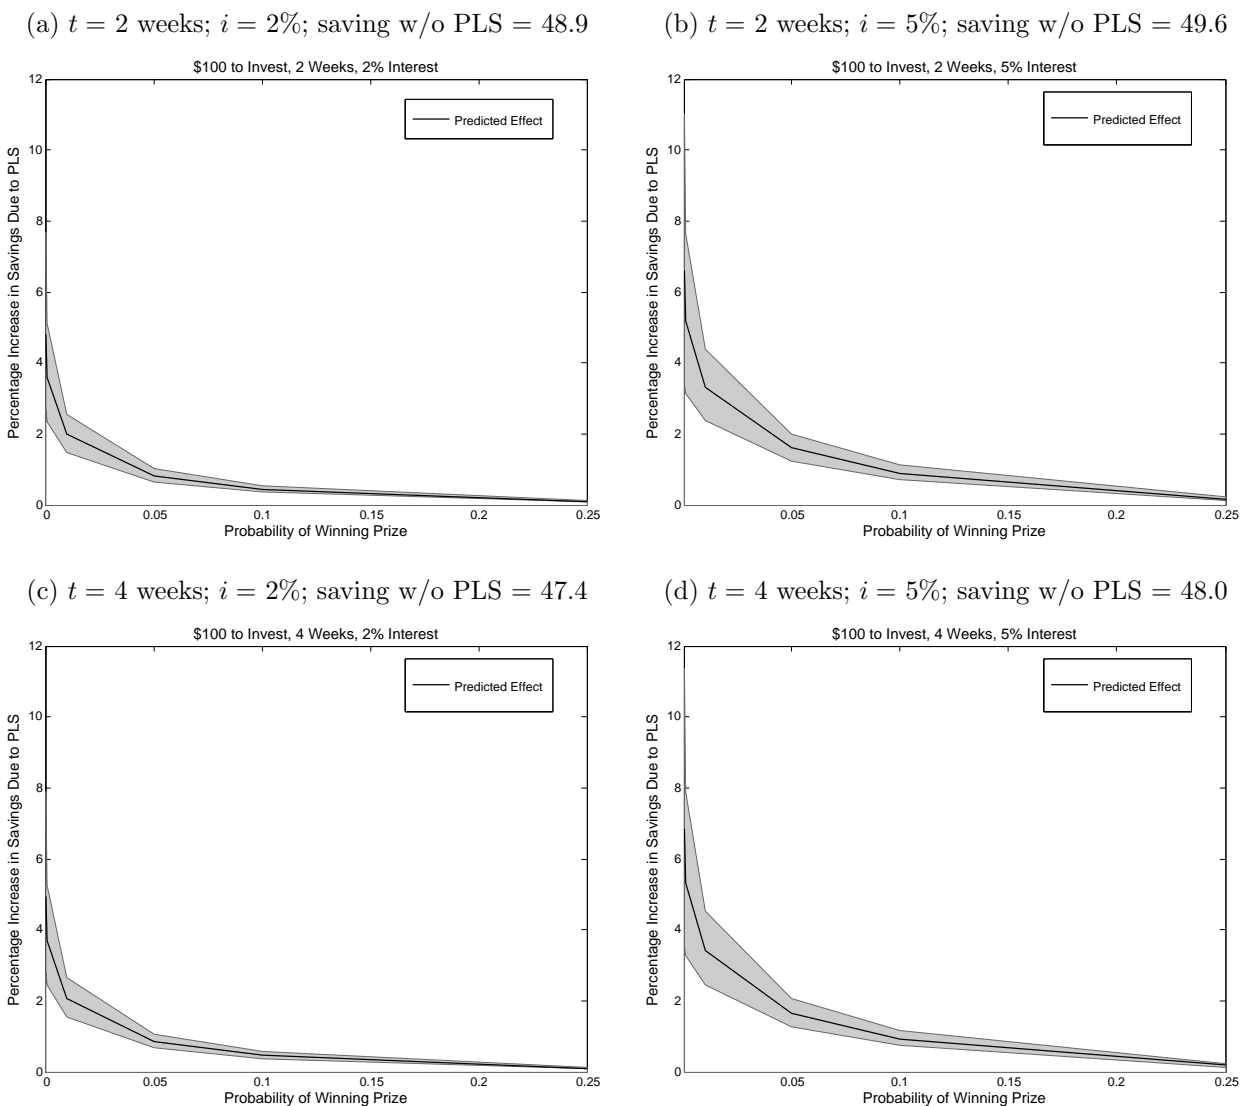 (a) t = 2 weeks; i = 2%; saving w/o PLS = 48.9
$100 to Invest, 2 Weeks, 2% Interest
Predicted Effect
Percentage Increase in Savings Due to PLS
12
10
8
6
4
2
0
0 0.05 0.1 0.15 0.2 0.25
Probability of Winning Prize
(b) t = 2 weeks; i = 5%; saving w/o PLS = 49.6
$100 to Invest, 2 Weeks, 5% Interest
Predicted Effect
Percentage Increase in Savings Due to PLS
12
10
8
6
4
2
0
0.05 0.1 0.15 0.2 0.25
Probability of Winning Prize
(c) t = 4 weeks; i = 2%; saving w/o PLS = 47.4
$100 to Invest, 4 Weeks, 2% Interest
Predicted Effect
Percentage Increase in Savings Due to PLS
12
10
8
6
4
2
0
0 0.05 0.1 0.15 0.2 0.25
Probability of Winning Prize
(d) t = 4 weeks; i = 5%; saving w/o PLS = 48.0
$100 to Invest, 4 Weeks, 5% Interest
Predicted Effect
Percentage Increase in Savings Due to PLS
12
10
8
6
4
2
0
0.05 0.1 0.15 0.2 0.25
Probability of Winning Prize